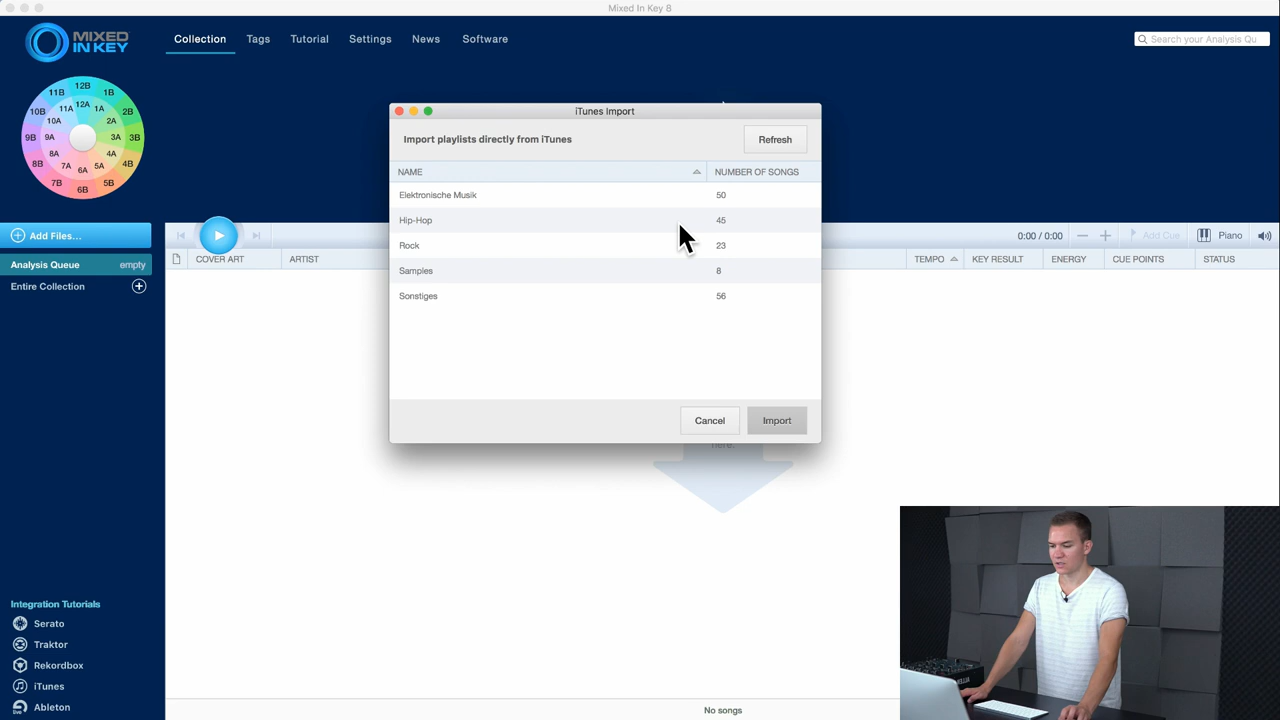 Mixed In Key 8
MIXED
IN KEY
Collection
Tags
Tutorial
Settings
News
Software
Search your Analysis Qu
12B
11B
1B
12A
11A
1A
10B
2B
10A
2A
9B
9A
3A
3B
8A
4A
8B
4B
7A
5A
6A
7B
5B
6B
iTunes Import
Import playlists directly from iTunes
Refresh
NAME
NUMBER OF SONGS
Elektronische Musik
50
Hip-Hop
45
Rock
23
Samples
8
Sonstiges
56
Cancel
Import
here.
Add Files...
0:00 / 0:00
Add Cue
Piano
Analysis Queue
empty
COVER ART
ARTIST
TEMPO
KEY RESULT
ENERGY
CUE POINTS
STATUS
Entire Collection
Integration Tutorials
Serato
Traktor
Rekordbox
iTunes
Ableton
No songs